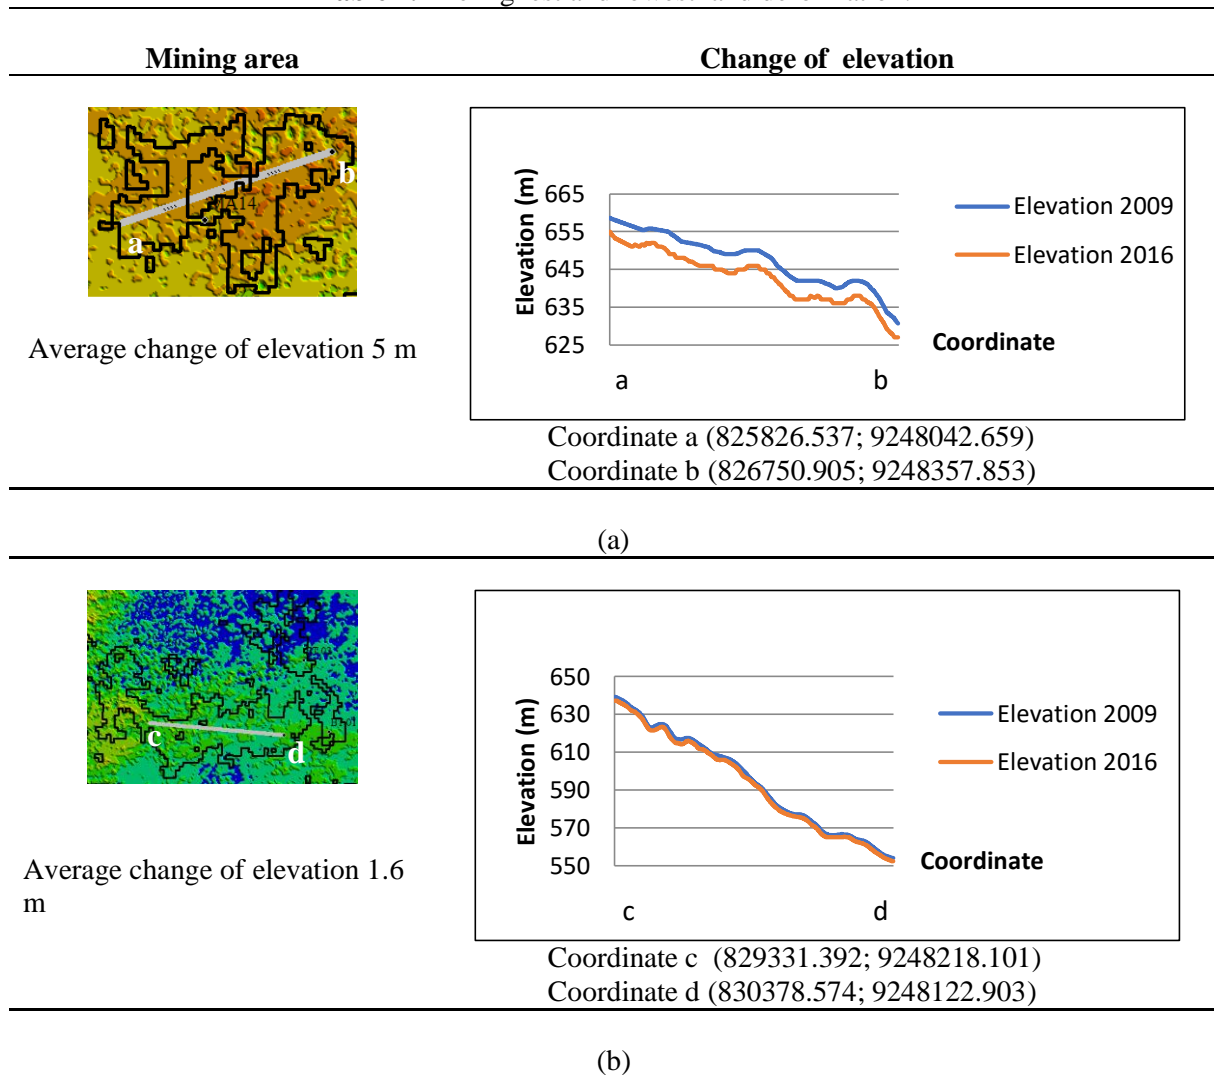 Mining area Change of elevation
b
MA14
a
Average change of elevation 5 m
Elevation (m)
665
655
645
635
625
Elevation 2009
Elevation 2016
Coordinate
a b
Coordinate a (825826.537; 9248042.659)
Coordinate b (826750.905; 9248357.853)
(a)
c
d
Average change of elevation 1.6
m
Elevation (m)
650
630
610
590
570
550
Elevation 2009
Elevation 2016
Coordinate
c d
Coordinate c (829331.392; 9248218.101)
Coordinate d (830378.574; 9248122.903)
(b)